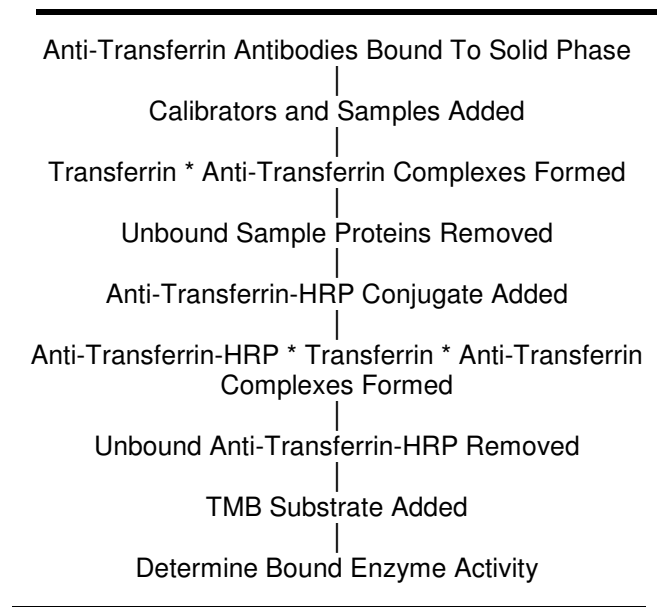 Anti-Transferrin Antibodies Bound To Solid Phase
Calibrators and Samples Added
Transferrin * Anti-Transferrin Complexes Formed
Unbound Sample Proteins Removed
Anti-Transferrin-HRP Conjugate Added
Anti-Transferrin-HRP * Transferrin * Anti-Transferrin
Complexes Formed
Unbound Anti-Transferrin-HRP Removed
TMB Substrate Added
Determine Bound Enzyme Activity